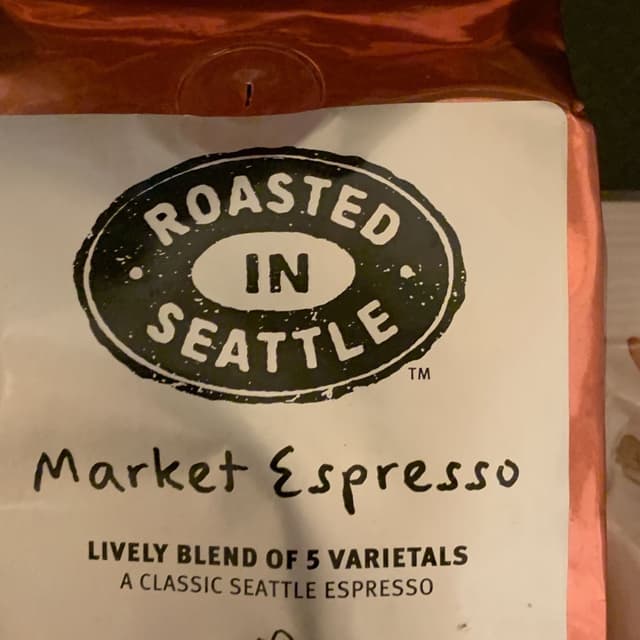 ROASTED
IN
SEATTLE
TM
Market Espresso
LIVELY BLEND OF 5 VARIETALS
A CLASSIC SEATTLE ESPRESSO